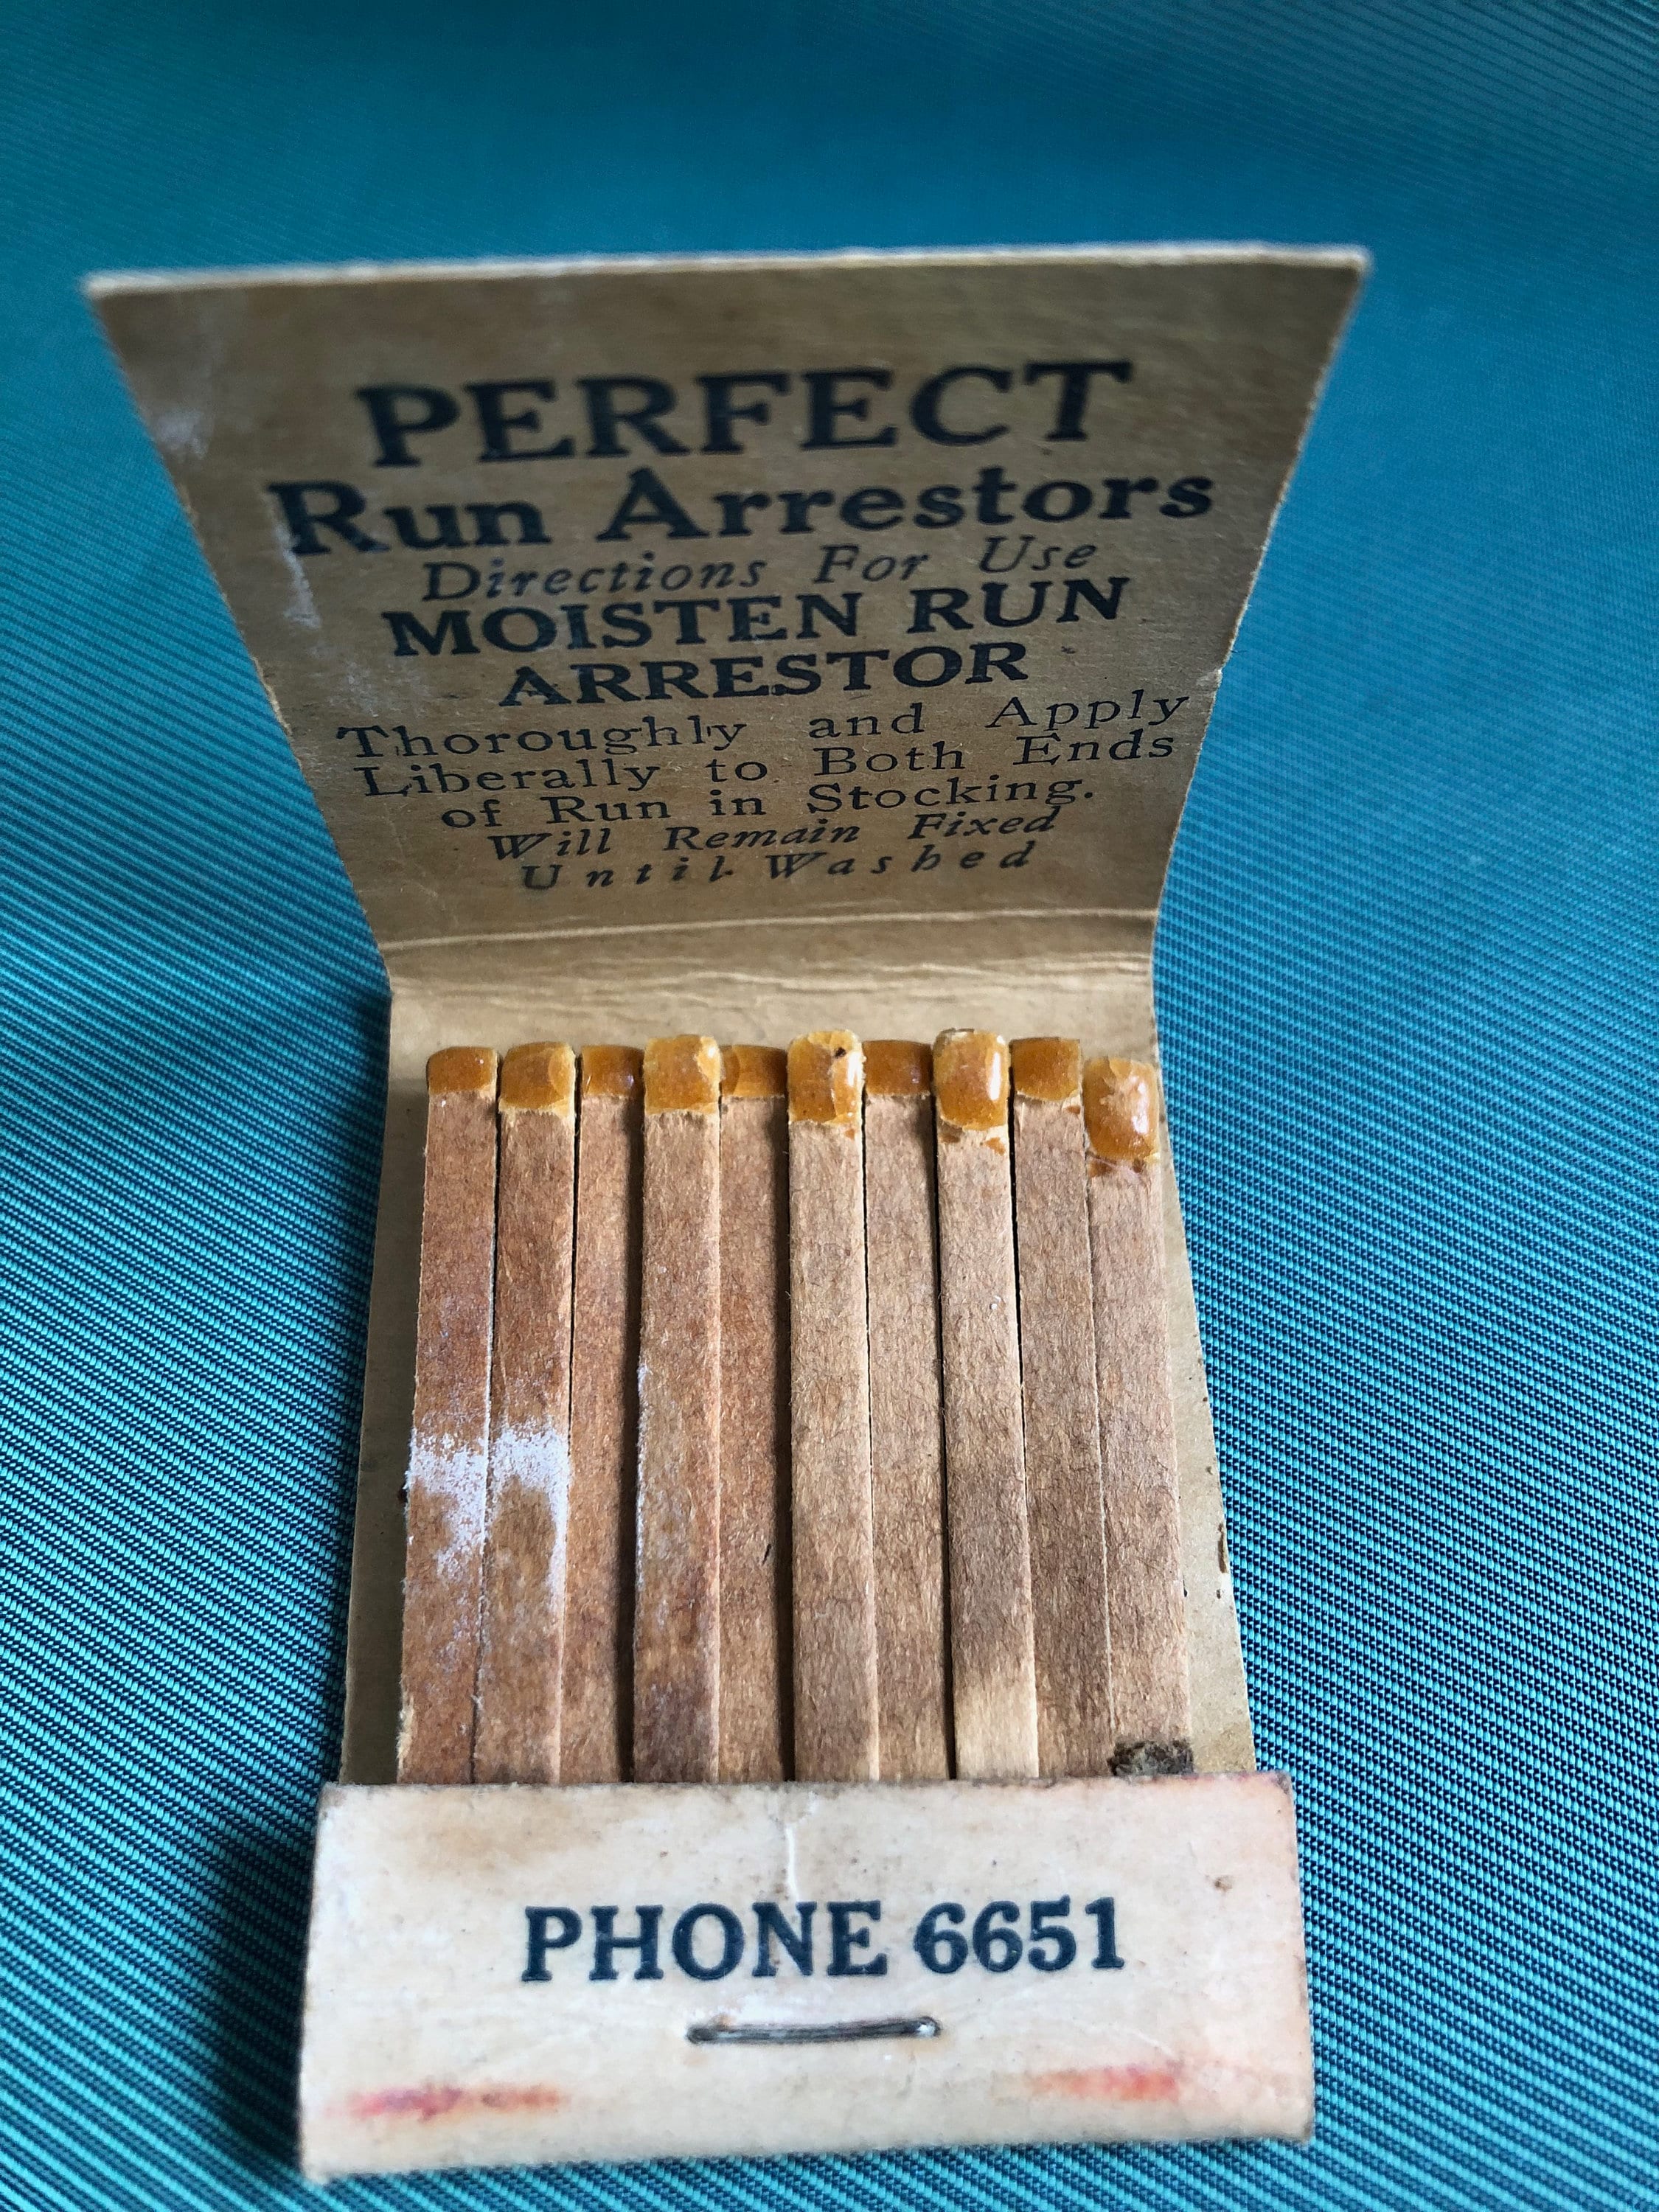 PERFECT
Run Arrestors
Directions For Use
MOISTEN RUN
ARRESTOR
Thoroughly and Apply
Liberally to Both Ends
of Run in Stocking.
Will Remain Fixed
Until Washed
PHONE 6651